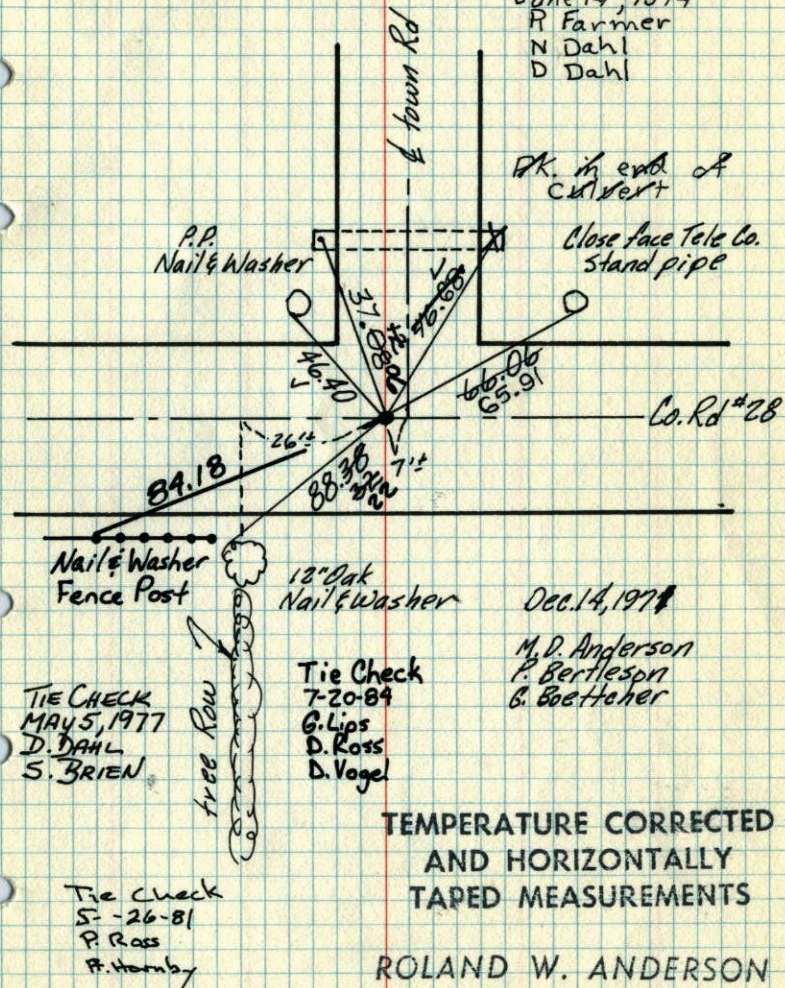 June 14, 1974
R Farmer
N Dahl
D Dahl
℄ town Rd
P.K. in end of
Culvert
P.P.
Nail & Washer
Close face Tele Co.
Stand pipe
37.08
46.68
46.40
66.06
65.91
Co. Rd #28
26'±
7'±
84.18
88.38
Nail & Washer
Fence Post
12" Oak
Nail & Washer
Dec. 14, 1971
M.D. Anderson
P. Bertleson
G. Boettcher
tree Row
Tie Check
7-20-84
G. Lips
D. Ross
D. Vogel
TIE CHECK
MAY 5, 1977
D. DAHL
S. BRIEN
TEMPERATURE CORRECTED
AND HORIZONTALLY
TAPED MEASUREMENTS
Tie Check
5--26-81
P. Ross
ROLAND W. ANDERSON